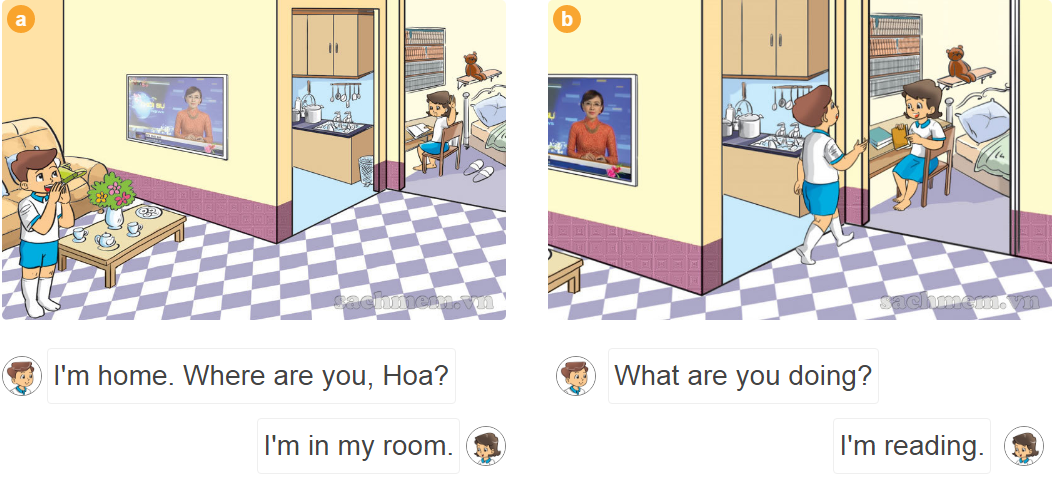 a
b
sachmem.vn
sachmem.vn
I'm home. Where are you, Hoa?
I'm in my room.
What are you doing?
I'm reading.